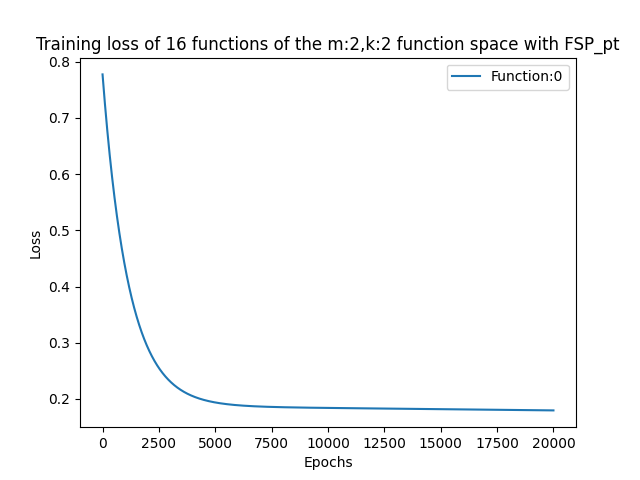 Training loss of 16 functions of the m:2,k:2 function space with FSP_pt
Function:0
Loss
0.8
0.7
0.6
0.5
0.4
0.3
0.2
0 2500 5000 7500 10000 12500 15000 17500 20000
Epochs